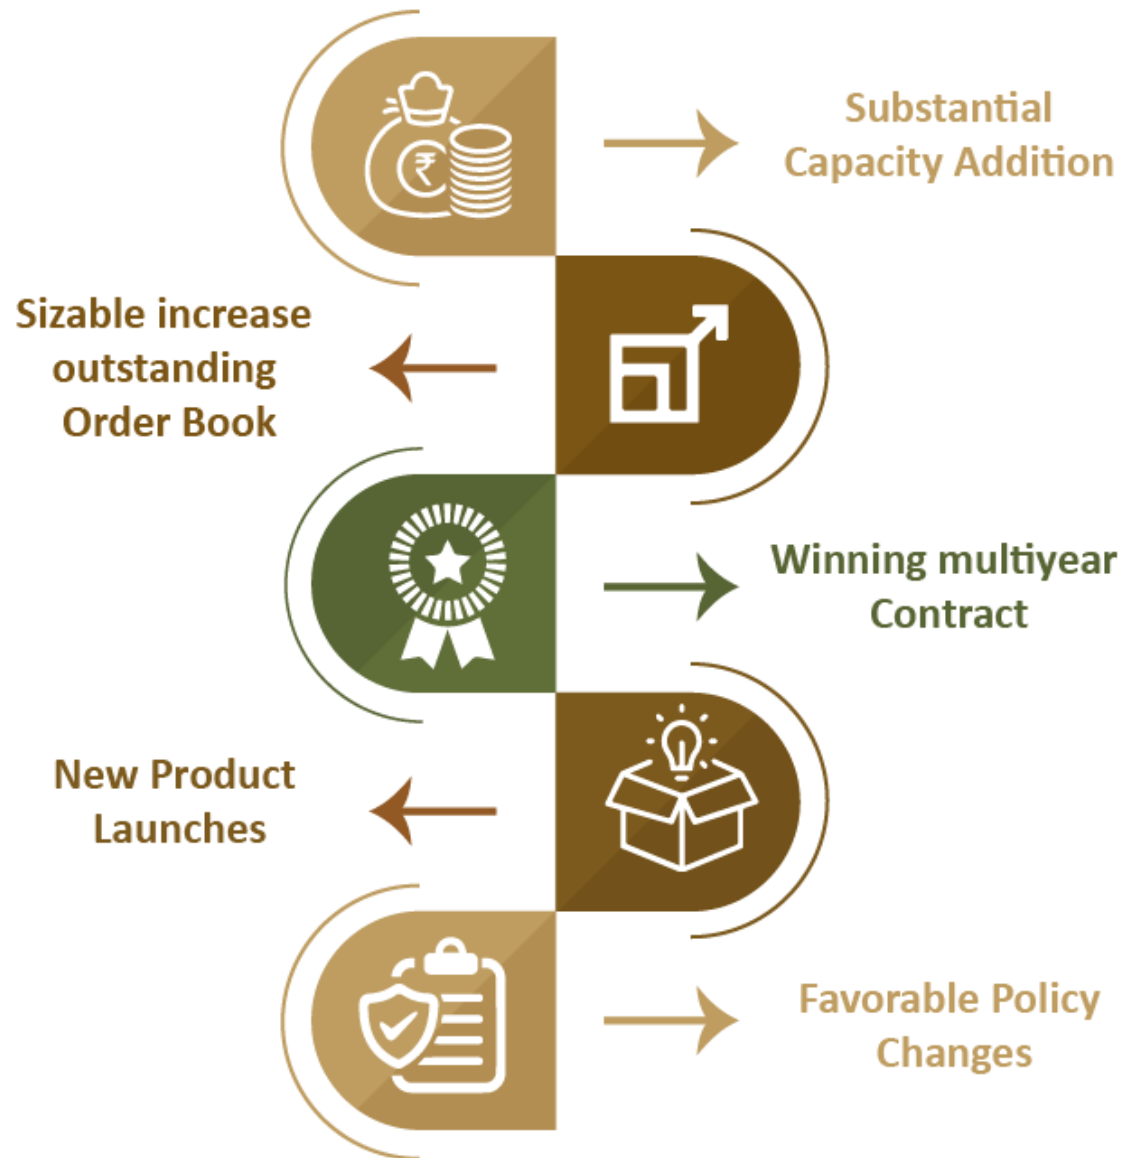 Substantial
Capacity Addition
Sizable increase
outstanding
Order Book
Winning multiyear
Contract
New Product
Launches
Favorable Policy
Changes
₹